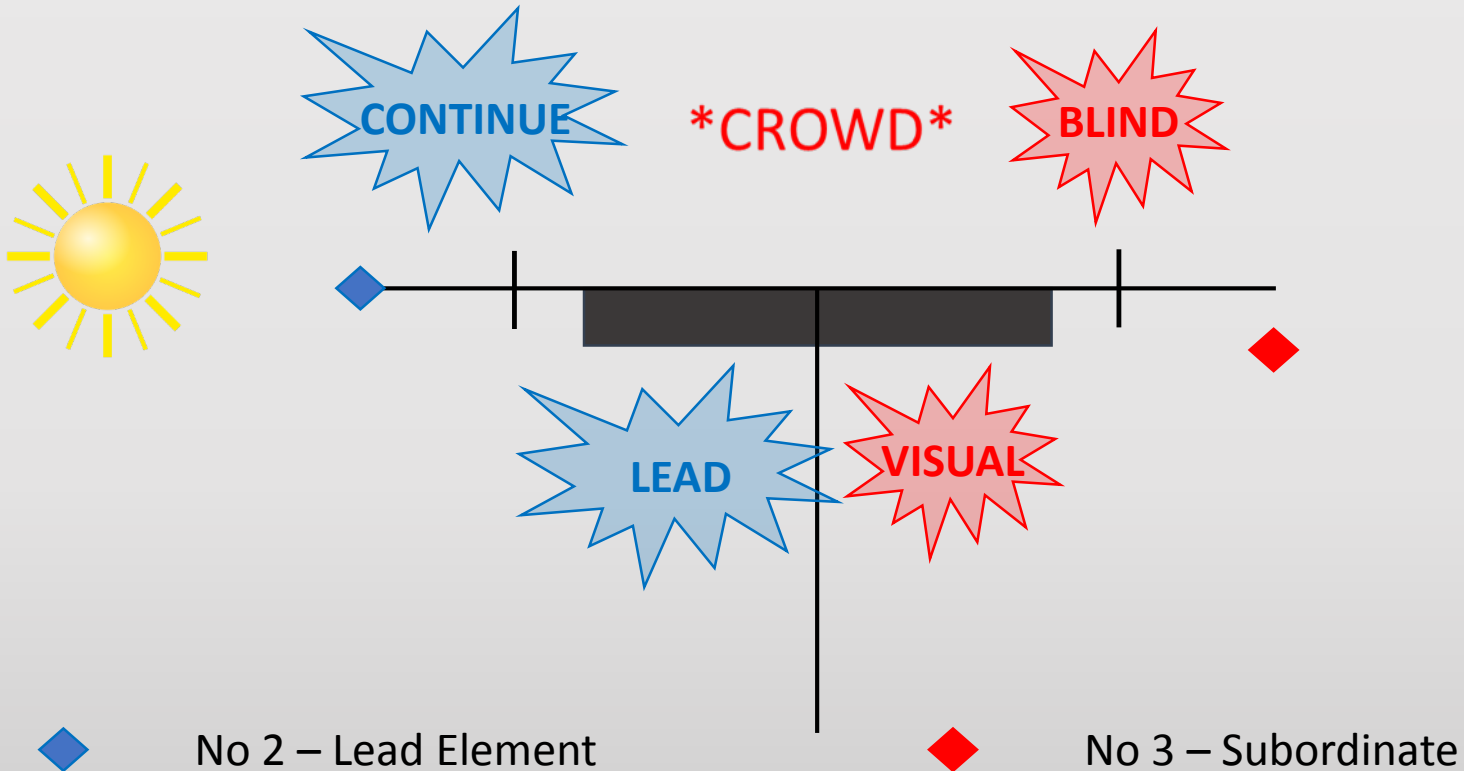 CONTINUE
*CROWD*
BLIND
LEAD
VISUAL
No 2 – Lead Element
No 3 – Subordinate